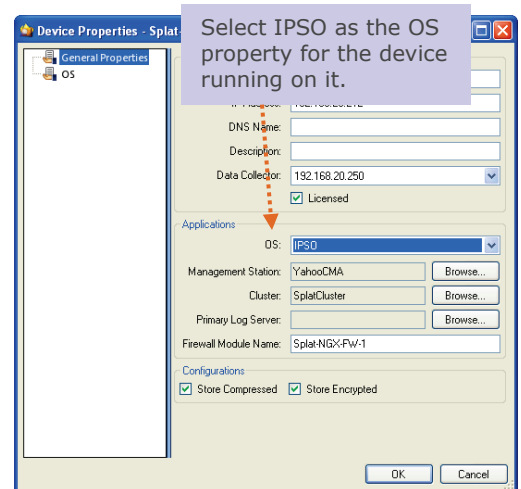 Device Properties - Splat-
Select IPSO as the OS
property for the device
running on it.
General Properties
OS
DNS Name:
Description:
Data Collector: 192.168.20.250
Licensed
Applications
OS: IPSO
Management Station: YahooCMA Browse...
Cluster: SplatCluster Browse...
Primary Log Server: Browse...
Firewall Module Name: Splat-NGX-FW-1
Configurations
Store Compressed Store Encrypted
OK Cancel